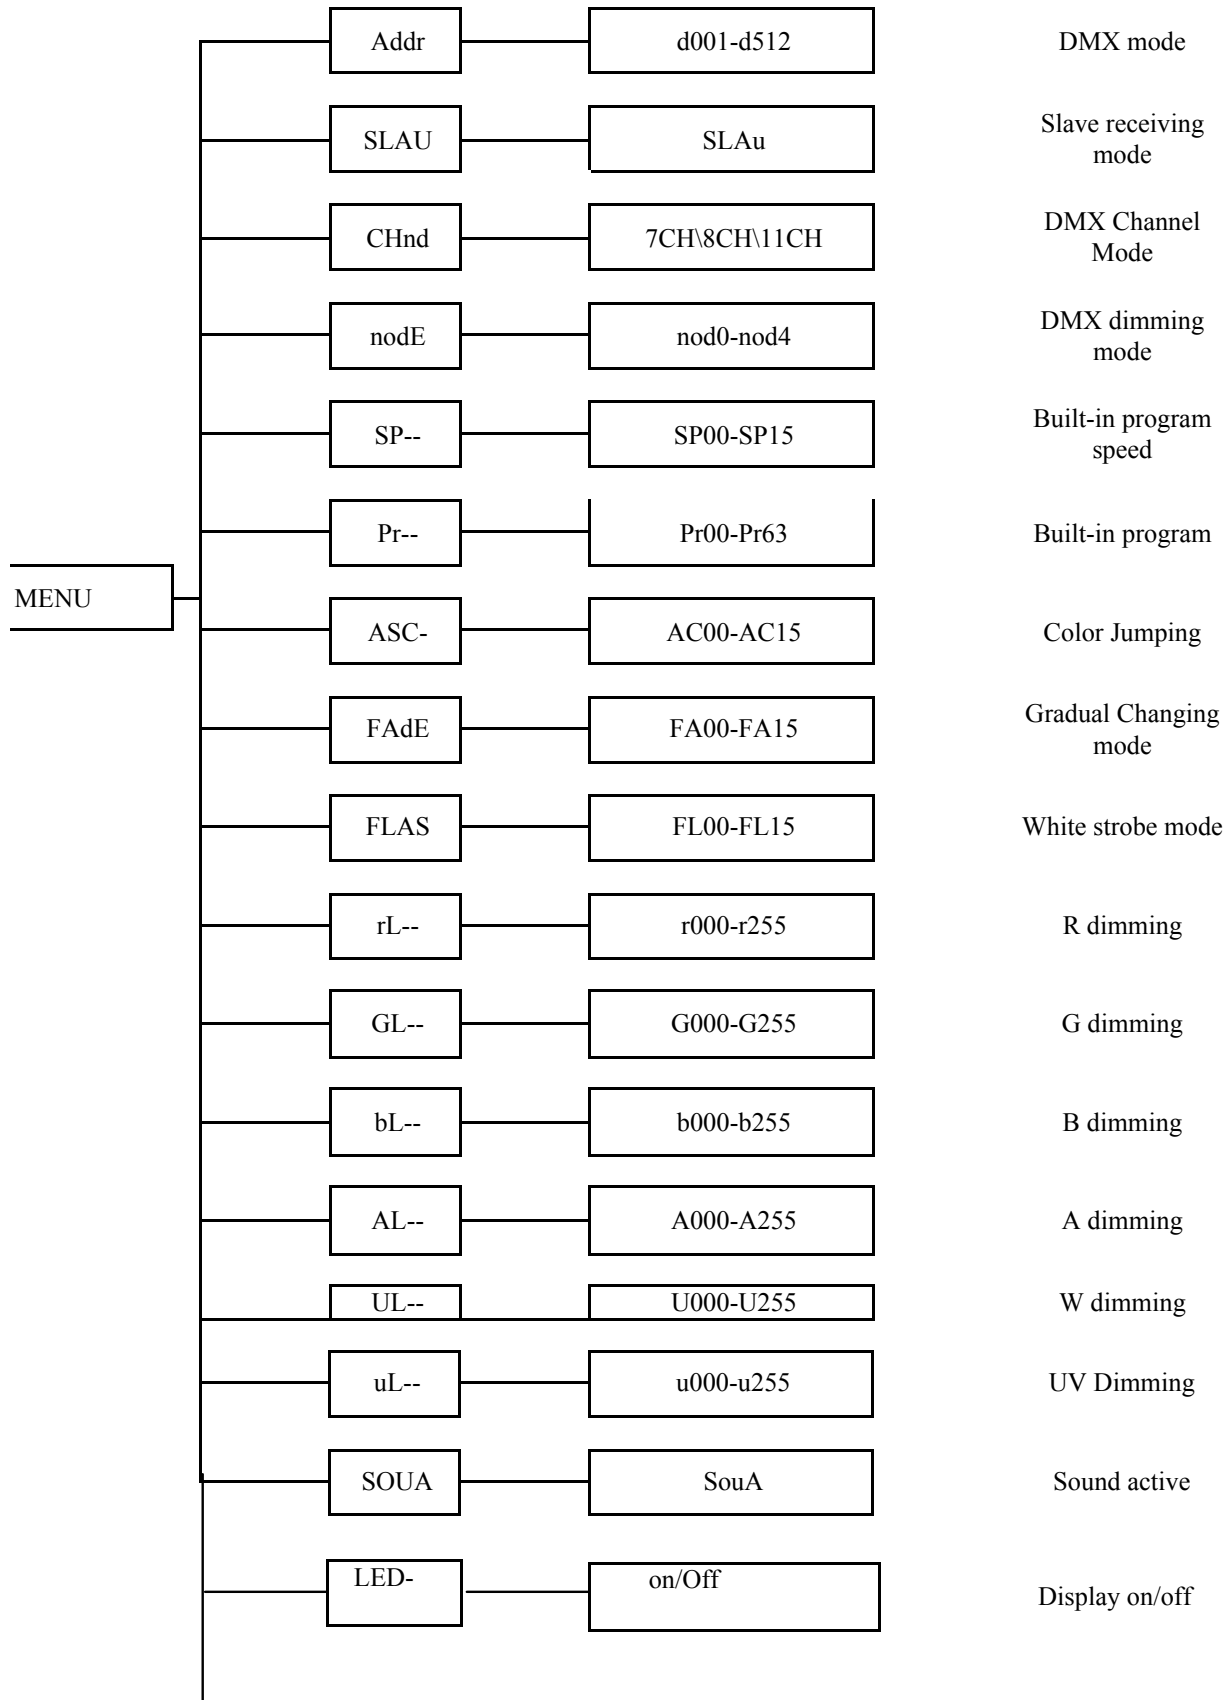 Addr d001-d512 DMX mode
SLAU SLAu Slave receiving
mode
CHnd 7CH\8CH\11CH DMX Channel
Mode
nodE nod0-nod4 DMX dimming
mode
SP-- SP00-SP15 Built-in program
speed
Pr-- Pr00-Pr63 Built-in program
MENU
ASC- AC00-AC15 Color Jumping
FAdE FA00-FA15 Gradual Changing
mode
FLAS FL00-FL15 White strobe mode
rL-- r000-r255 R dimming
GL-- G000-G255 G dimming
bL-- b000-b255 B dimming
AL-- A000-A255 A dimming
UL-- U000-U255 W dimming
uL-- u000-u255 UV Dimming
SOUA SouA Sound active
LED- on/Off Display on/off